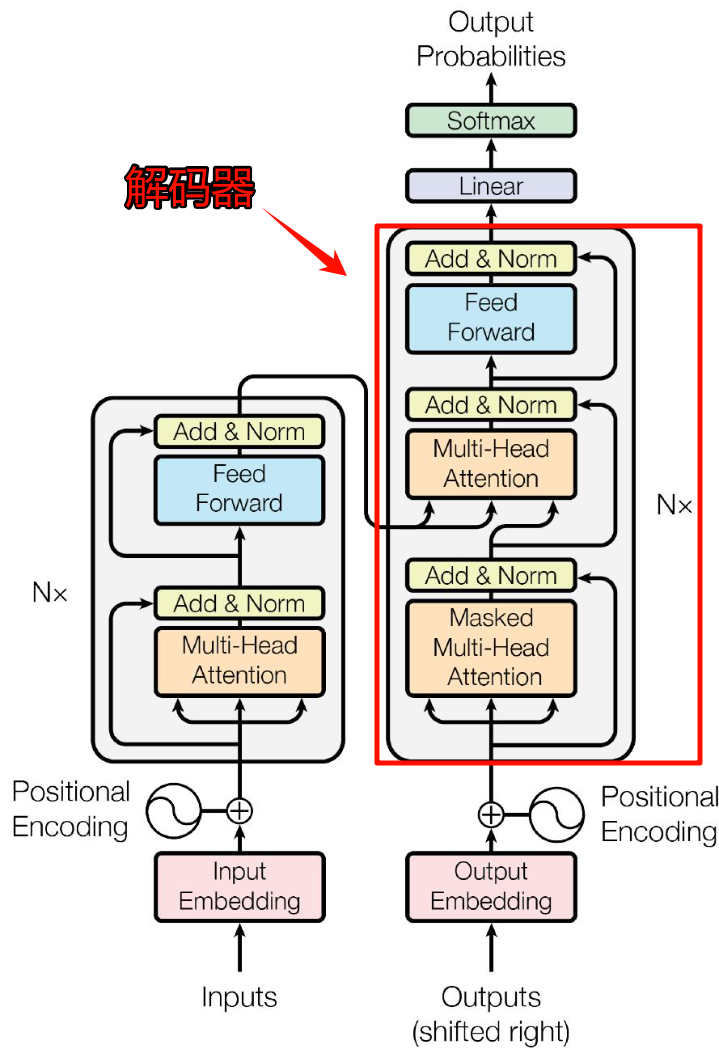 Output
Probabilities
Softmax
Linear
解码器
Add & Norm
Feed
Forward
Add & Norm
Multi-Head
Attention
Add & Norm
Masked
Multi-Head
Attention
N×
Add & Norm
Feed
Forward
Add & Norm
Multi-Head
Attention
N×
Positional
Encoding
Positional
Encoding
Input
Embedding
Output
Embedding
Inputs
Outputs
(shifted right)